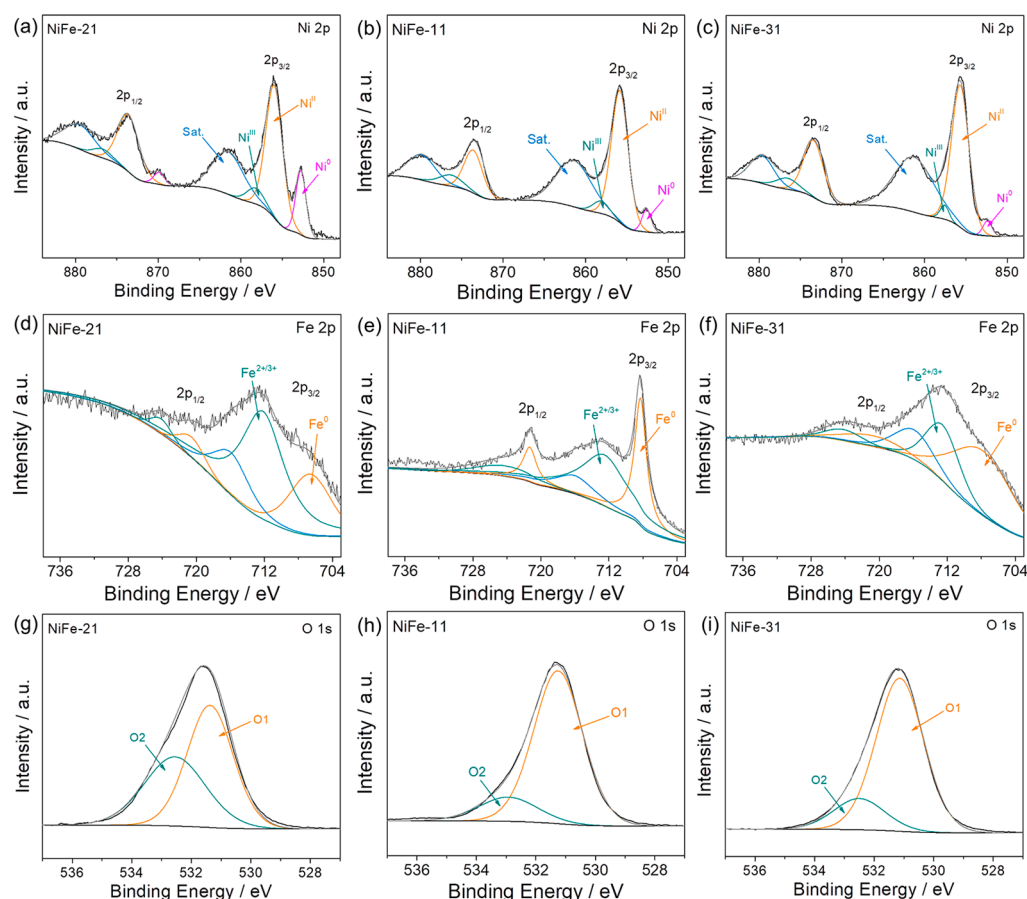 (a) NiFe-21 Ni 2p
2p3/2
2p1/2
Sat.
NiIII
NiII
Ni0
Intensity / a.u.
880 870 860 850
Binding Energy / eV
(b) NiFe-11 Ni 2p
2p3/2
2p1/2
Sat.
NiIII
NiII
Ni0
Intensity / a.u.
880 870 860 850
Binding Energy / eV
(c) NiFe-31 Ni 2p
2p3/2
2p1/2
Sat.
NiIII
NiII
Ni0
Intensity / a.u.
880 870 860 850
Binding Energy / eV
(d) NiFe-21 Fe 2p
2p1/2
Fe2+/3+
2p3/2
Fe0
Intensity / a.u.
736 728 720 712 704
Binding Energy / eV
(e) NiFe-11 Fe 2p
2p3/2
2p1/2
Fe2+/3+
Fe0
Intensity / a.u.
736 728 720 712 704
Binding Energy / eV
(f) NiFe-31 Fe 2p
Fe2+/3+
2p1/2
2p3/2
Fe0
Intensity / a.u.
736 728 720 712 704
Binding Energy / eV
(g) NiFe-21 O 1s
O2
O1
Intensity / a.u.
536 534 532 530 528
Binding Energy / eV
(h) NiFe-11 O 1s
O1
O2
Intensity / a.u.
536 534 532 530 528
Binding Energy / eV
(i) NiFe-31 O 1s
O1
O2
Intensity / a.u.
536 534 532 530 528
Binding Energy / eV